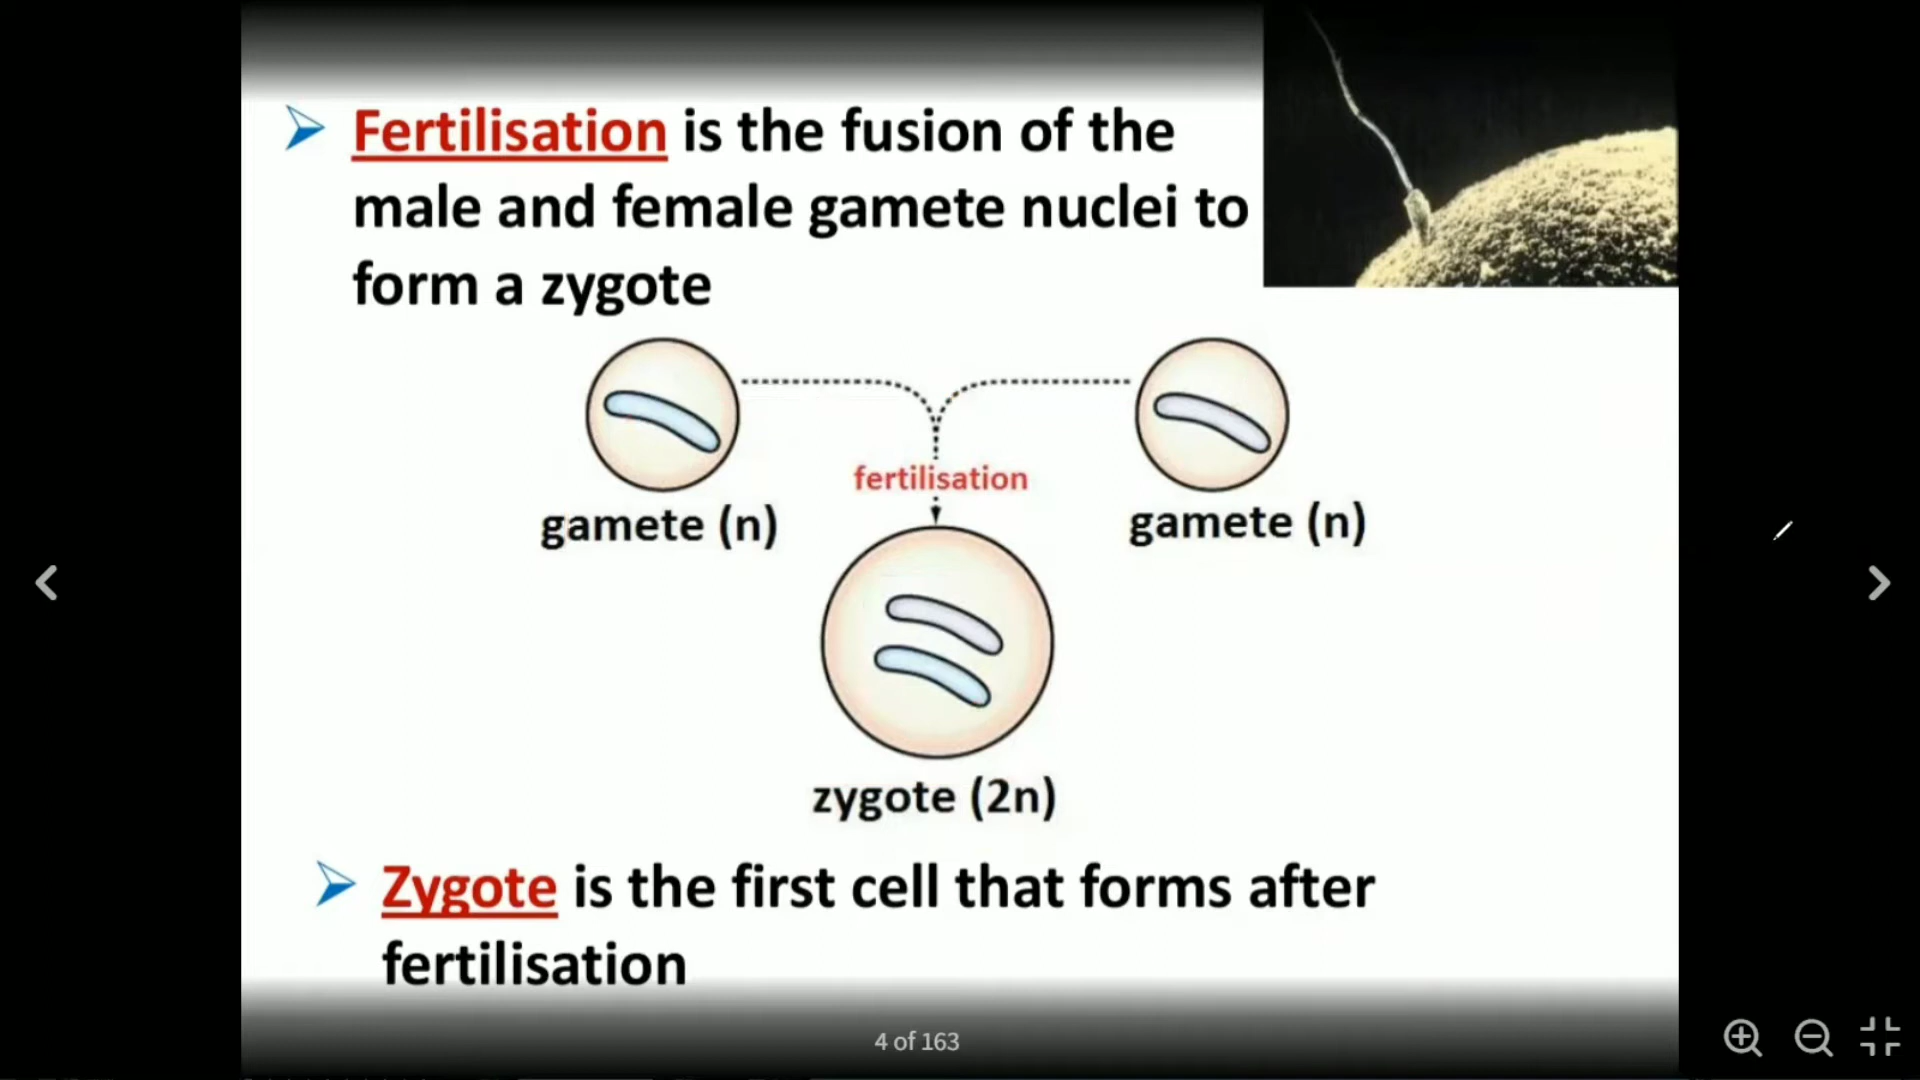 Fertilisation is the fusion of the
male and female gamete nuclei to
form a zygote
fertilisation
gamete (n)
gamete (n)
zygote (2n)
Zygote is the first cell that forms after
fertilisation
4 of 163